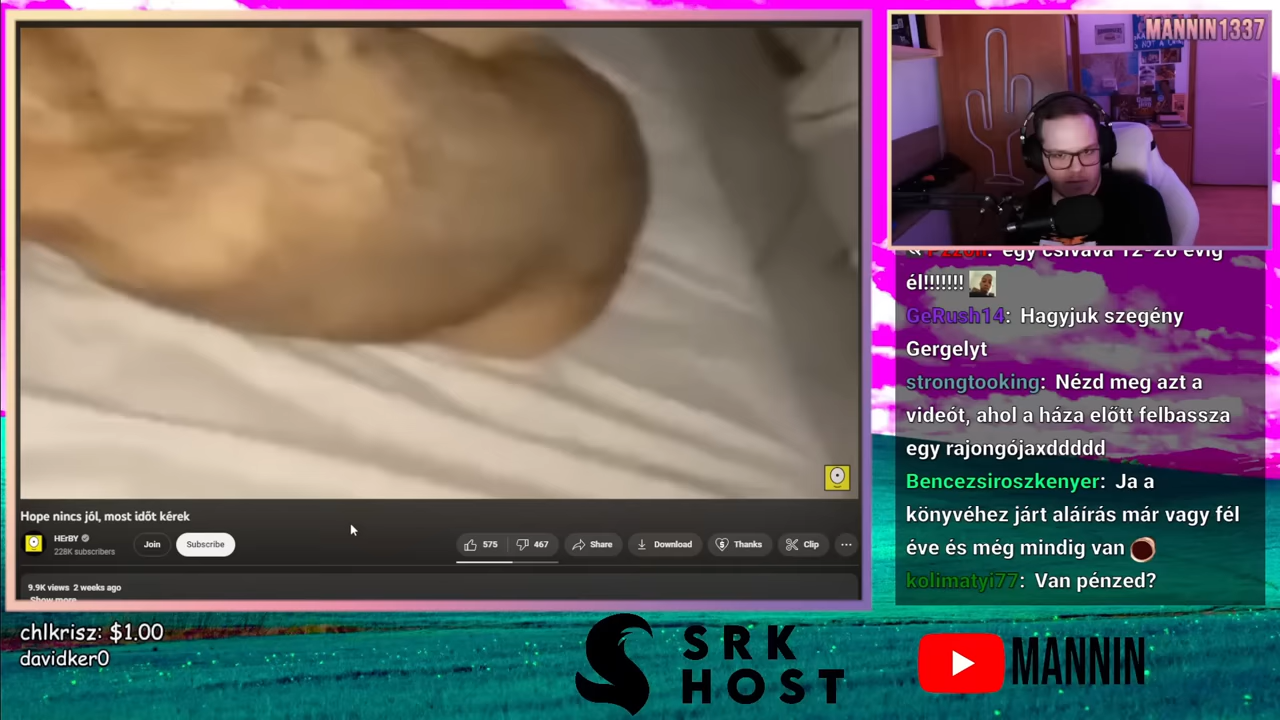 MANNIN1337
egy csivava 12-20 évig
él!!!!!!!
GeRush14: Hagyjuk szegény
Gergelyt
strongtooking: Nézd meg azt a
videót, ahol a háza előtt felbassza
egy rajongójaxddddd
Bencezsiroszkenyer: Ja a
könyvéhez járt aláírás már vagy fél
éve és még mindig van
kolimatyi77: Van pénzed?
Hope nincs jól, most időt kérek
HErBY
228K subscribers
Join
Subscribe
575
467
Share
Download
Thanks
Clip
9.9K views 2 weeks ago
Show more
chlkrisz: $1.00
davidker0
SRK
HOST
MANNIN